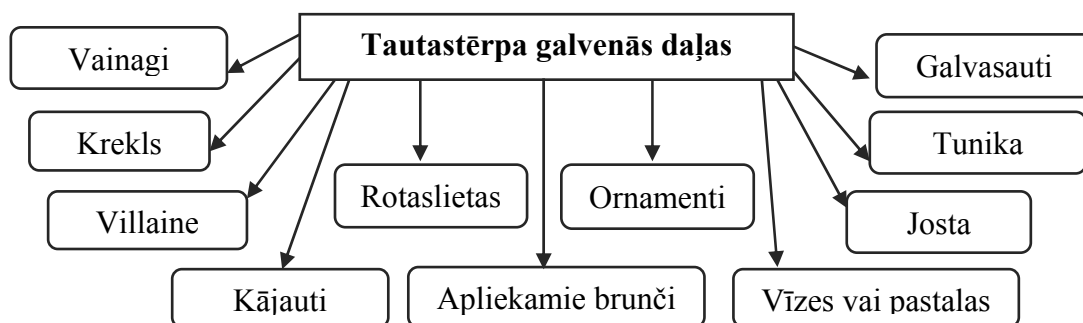 Tautastērpa galvenās daļas
Vainagi
Galvasauti
Krekls
Tunika
Rotaslietas
Ornamenti
Villaine
Josta
Kājauti
Apliekamie brunči
Vīzes vai pastalas